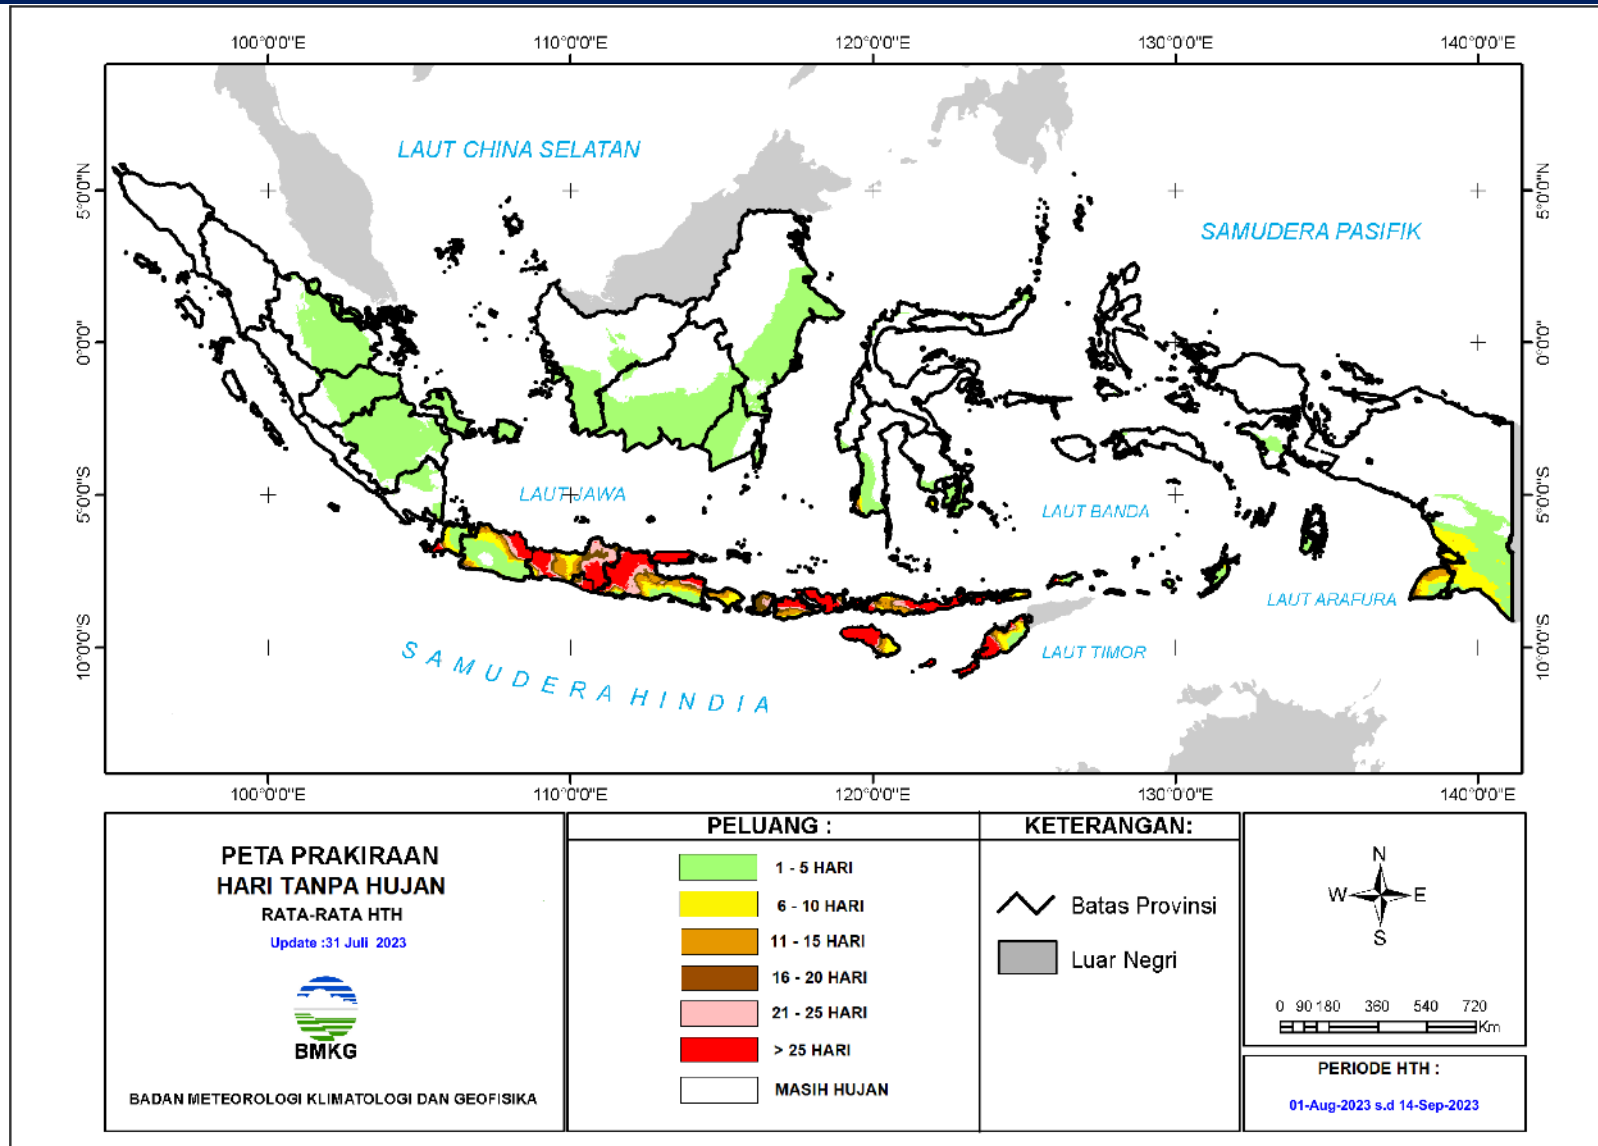 100°0'0"E 110°0'0"E 120°0'0"E 130°0'0"E 140°0'0"E
LAUT CHINA SELATAN
5°0'0"N 5°0'0"N
SAMUDERA PASIFIK
0°0'0" 0°0'0"
5°0'0"S LAUT JAWA 5°0'0"S
LAUT BANDA
LAUT ARAFURA
10°0'0"S LAUT TIMOR 10°0'0"S
SAMUDERA HINDIA
100°0'0"E 110°0'0"E 120°0'0"E 130°0'0"E 140°0'0"E
PETA PRAKIRAAN
HARI TANPA HUJAN
RATA-RATA HTH
Update :31 Juli 2023
BMKG
BADAN METEOROLOGI KLIMATOLOGI DAN GEOFISIKA
PELUANG :
1 - 5 HARI
6 - 10 HARI
11 - 15 HARI
16 - 20 HARI
21 - 25 HARI
> 25 HARI
MASIH HUJAN
KETERANGAN:
Batas Provinsi
Luar Negri
N
W E
S
0 90 180 360 540 720
Km
PERIODE HTH :
01-Aug-2023 s.d 14-Sep-2023